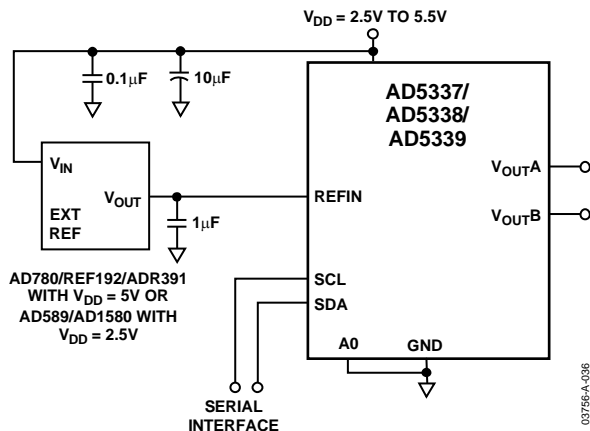 V_DD = 2.5V TO 5.5V
0.1μF
10μF
AD5337/
AD5338/
AD5339
V_IN
V_OUT
EXT
REF
1μF
REFIN
V_OUTA
V_OUTB
AD780/REF192/ADR391
WITH V_DD = 5V OR
AD589/AD1580 WITH
V_DD = 2.5V
SCL
SDA
A0
GND
SERIAL
INTERFACE
03756-A-036